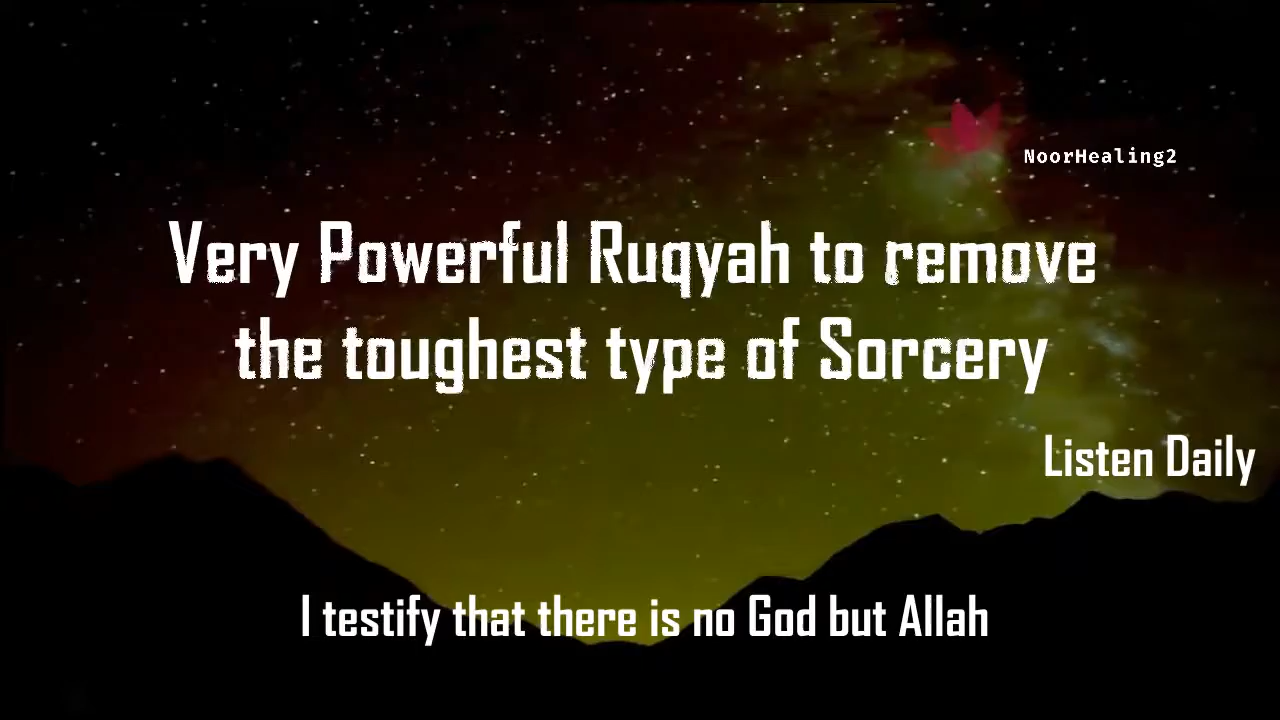 NoorHealing2
Very Powerful Ruqyah to remove
the toughest type of Sorcery
Listen Daily
I testify that there is no God but Allah